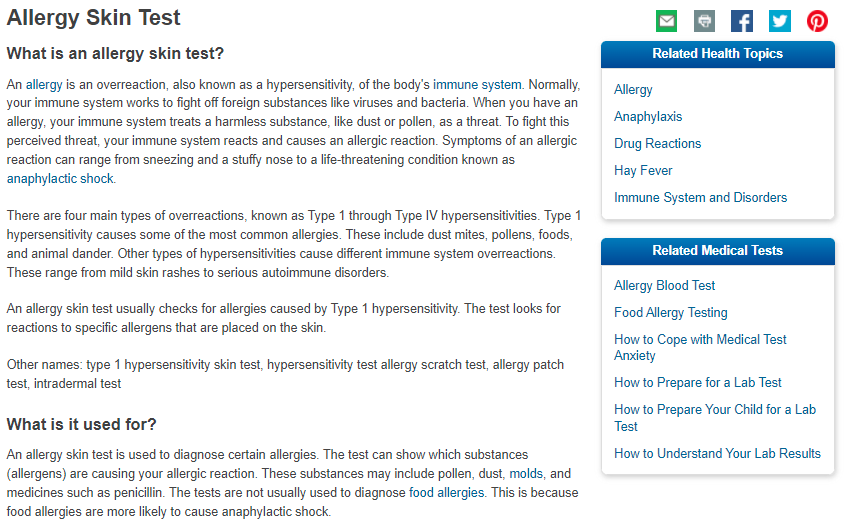 Allergy Skin Test
What is an allergy skin test?
An allergy is an overreaction, also known as a hypersensitivity, of the body's immune system. Normally,
your immune system works to fight off foreign substances like viruses and bacteria. When you have an
allergy, your immune system treats a harmless substance, like dust or pollen, as a threat. To fight this
perceived threat, your immune system reacts and causes an allergic reaction. Symptoms of an allergic
reaction can range from sneezing and a stuffy nose to a life-threatening condition known as
anaphylactic shock.
There are four main types of overreactions, known as Type 1 through Type IV hypersensitivities. Type 1
hypersensitivity causes some of the most common allergies. These include dust mites, pollens, foods,
and animal dander. Other types of hypersensitivities cause different immune system overreactions.
These range from mild skin rashes to serious autoimmune disorders.
An allergy skin test usually checks for allergies caused by Type 1 hypersensitivity. The test looks for
reactions to specific allergens that are placed on the skin.
Other names: type 1 hypersensitivity skin test, hypersensitivity test allergy scratch test, allergy patch
test, intradermal test
What is it used for?
An allergy skin test is used to diagnose certain allergies. The test can show which substances
(allergens) are causing your allergic reaction. These substances may include pollen, dust, molds, and
medicines such as penicillin. The tests are not usually used to diagnose food allergies. This is because
food allergies are more likely to cause anaphylactic shock.
Related Health Topics
Allergy
Anaphylaxis
Drug Reactions
Hay Fever
Immune System and Disorders
Related Medical Tests
Allergy Blood Test
Food Allergy Testing
How to Cope with Medical Test
Anxiety
How to Prepare for a Lab Test
How to Prepare Your Child for a Lab
Test
How to Understand Your Lab Results